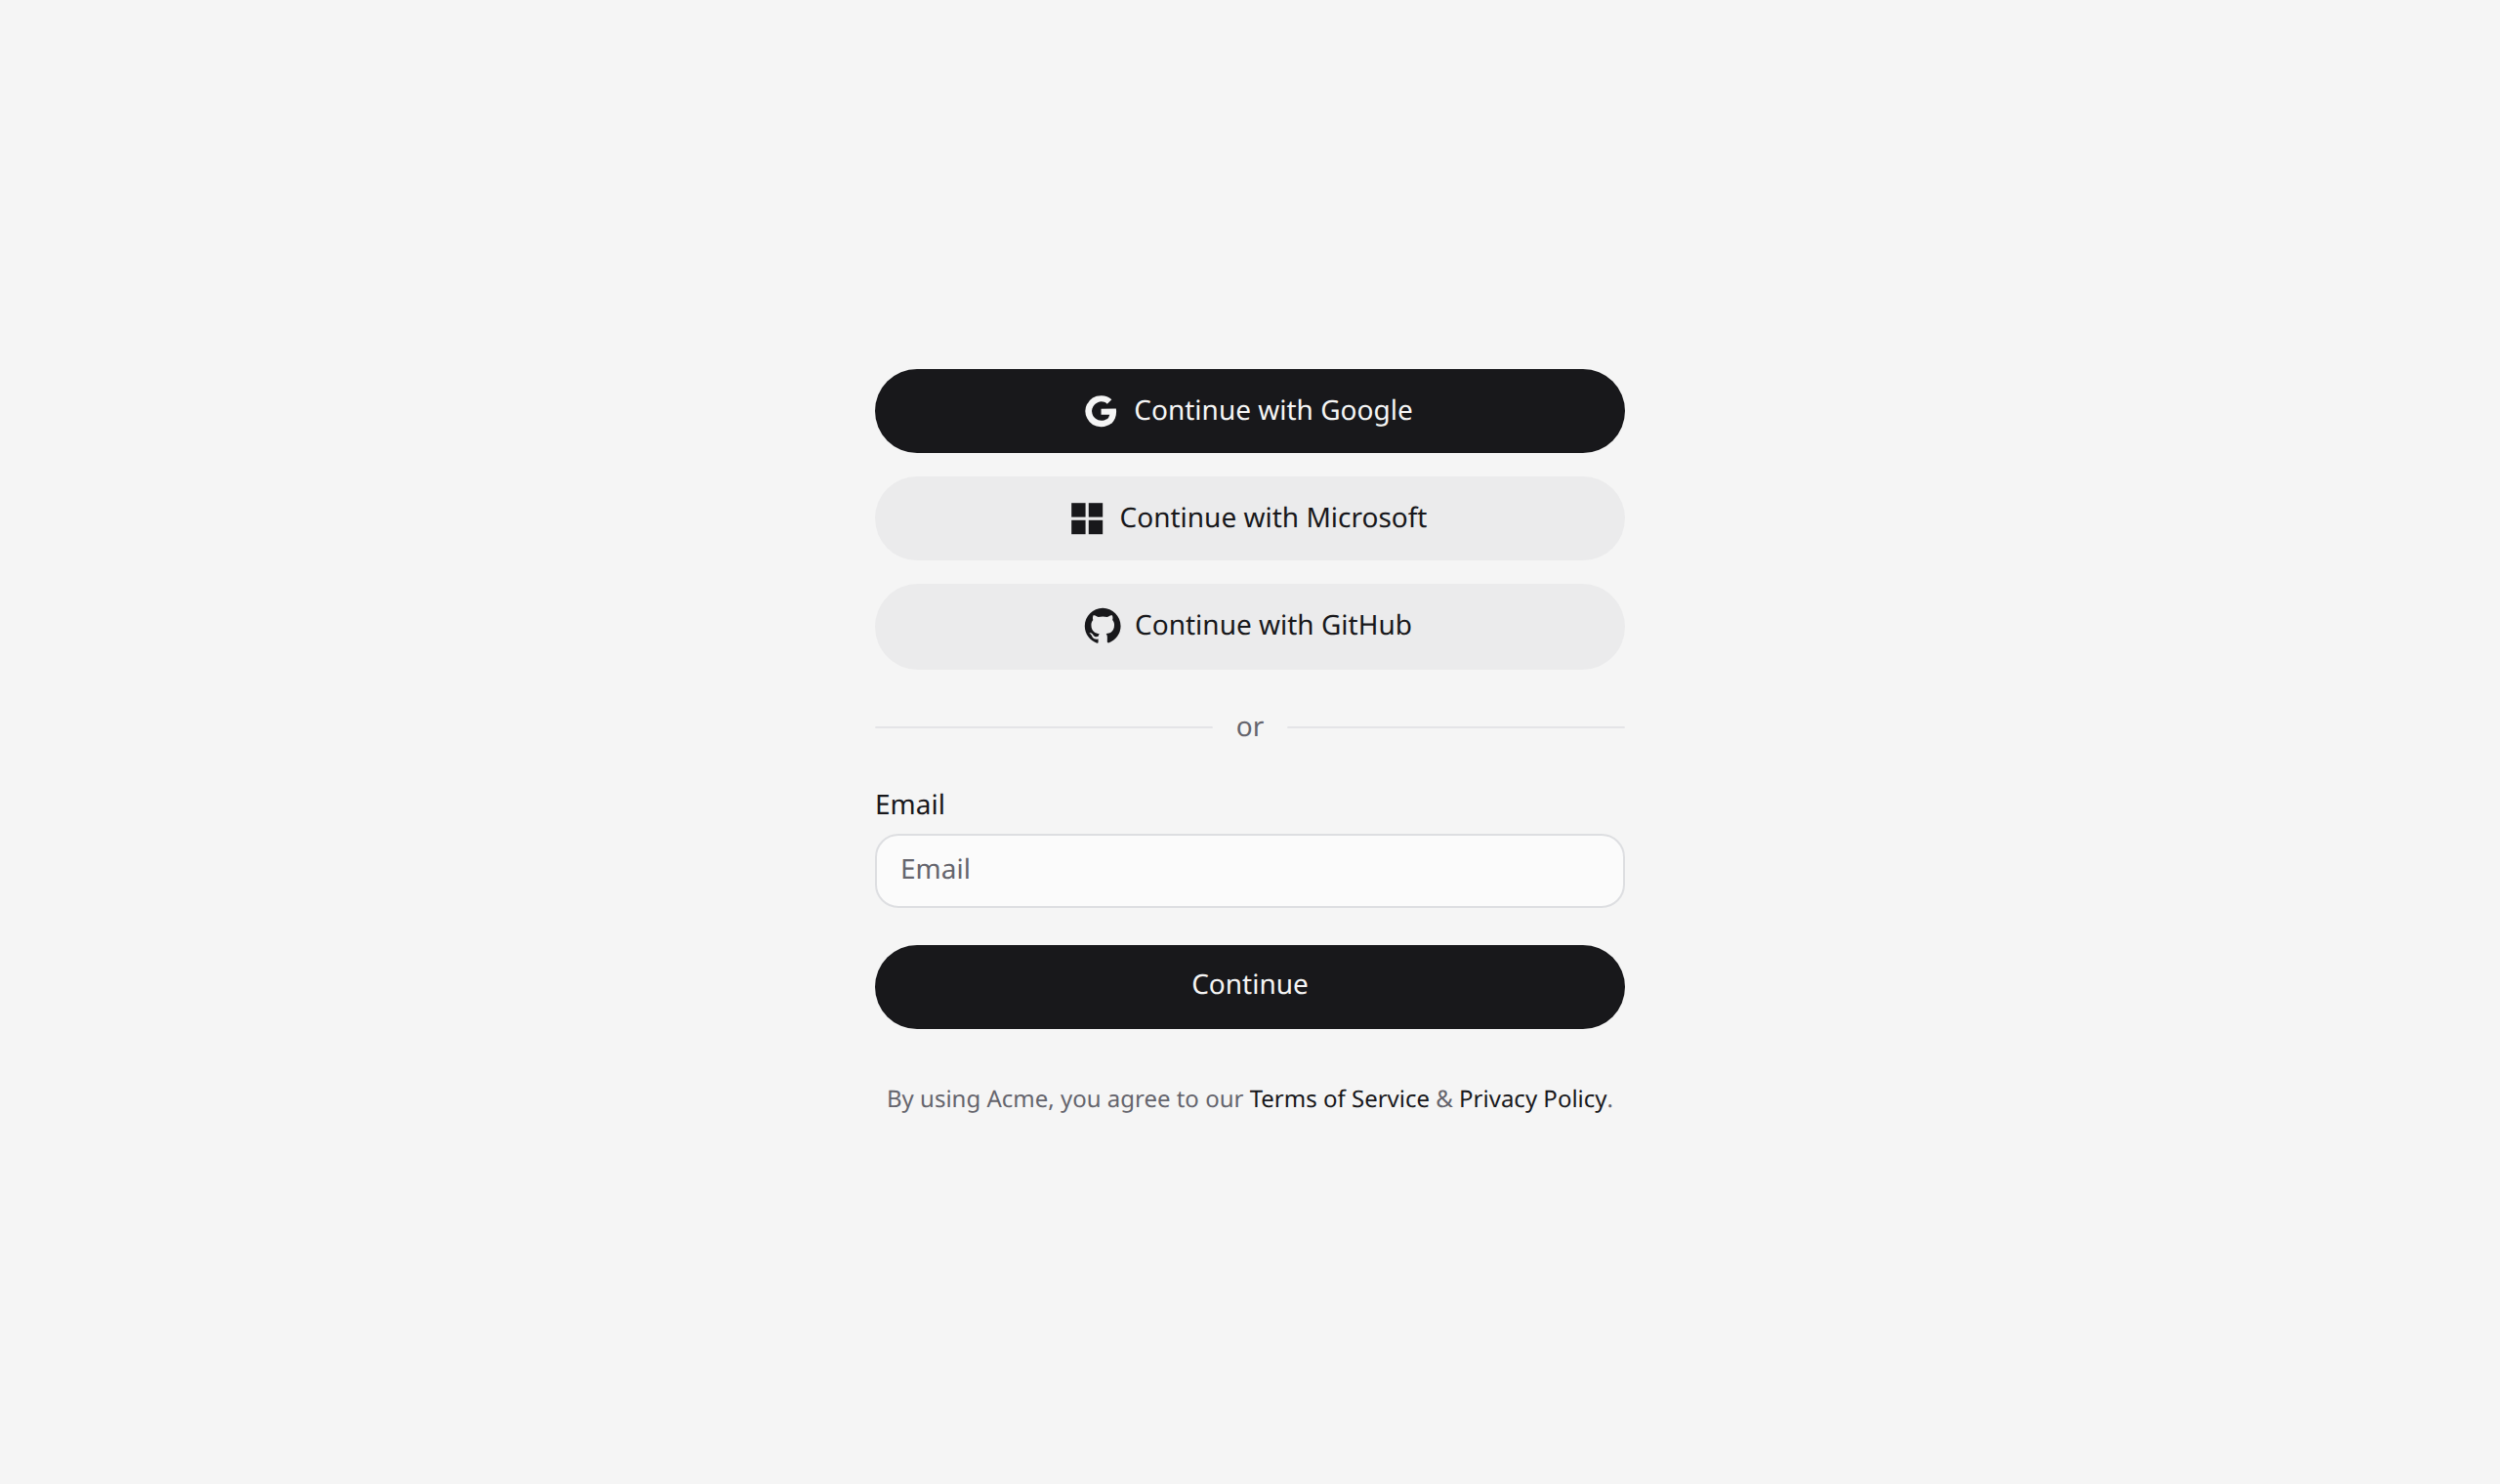 Continue with Google
Continue with Microsoft
Continue with GitHub
or
Email
Email
Continue
By using Acme, you agree to our Terms of Service & Privacy Policy.